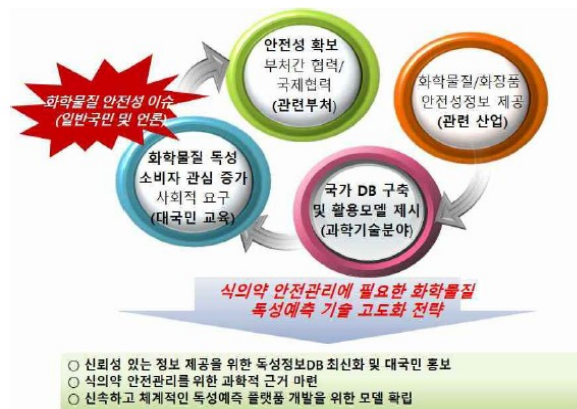 화학물질 안전성 이슈
(일반국민 및 언론)
안전성 확보
부처간 협력/
국제협력
(관련부처)
화학물질/화장품
안전성정보 제공
(관련 산업)
화학물질 독성
소비자 관심 증가
사회적 요구
(대국민 교육)
국가 DB 구축
및 활용모델 제시
(과학기술분야)
식의약 안전관리에 필요한 화학물질
독성예측 기술 고도화 전략
○ 신뢰성 있는 정보 제공을 위한 독성정보DB 최신화 및 대국민 홍보
○ 식의약 안전관리를 위한 과학적 근거 마련
○ 신속하고 체계적인 독성예측 플랫폼 개발을 위한 모델 확립